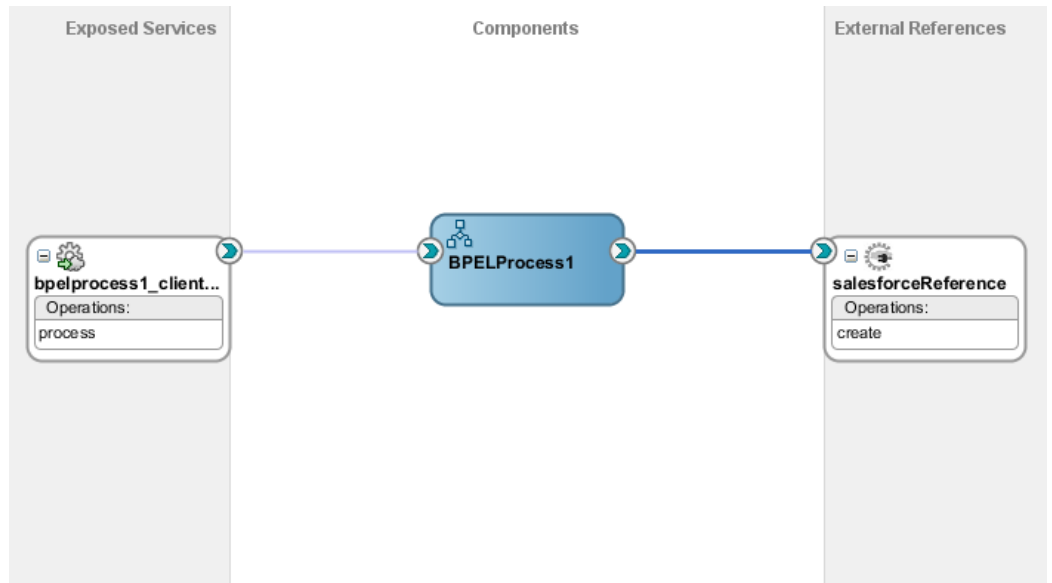 Exposed Services
Components
External References
bpelprocess1_client...
Operations:
process
BPELProcess1
salesforceReference
Operations:
create